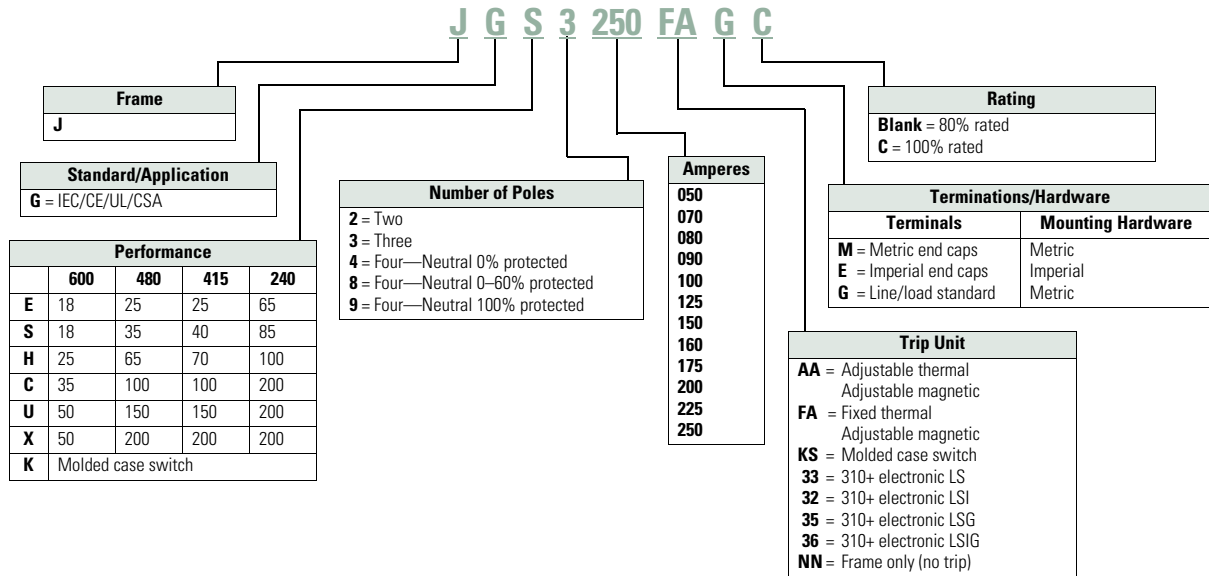 J G S 3 250 FA G C
Frame
J
Standard/Application
G = IEC/CE/UL/CSA
Performance
600 480 415 240
E 18 25 25 65
S 18 35 40 85
H 25 65 70 100
C 35 100 100 200
U 50 150 150 200
X 50 200 200 200
K Molded case switch
Number of Poles
2 = Two
3 = Three
4 = Four—Neutral 0% protected
8 = Four—Neutral 0–60% protected
9 = Four—Neutral 100% protected
Amperes
050
070
080
090
100
125
150
160
175
200
225
250
Rating
Blank = 80% rated
C = 100% rated
Terminations/Hardware
Terminals Mounting Hardware
M = Metric end caps Metric
E = Imperial end caps Imperial
G = Line/load standard Metric
Trip Unit
AA = Adjustable thermal
Adjustable magnetic
FA = Fixed thermal
Adjustable magnetic
KS = Molded case switch
33 = 310+ electronic LS
32 = 310+ electronic LSI
35 = 310+ electronic LSG
36 = 310+ electronic LSIG
NN = Frame only (no trip)